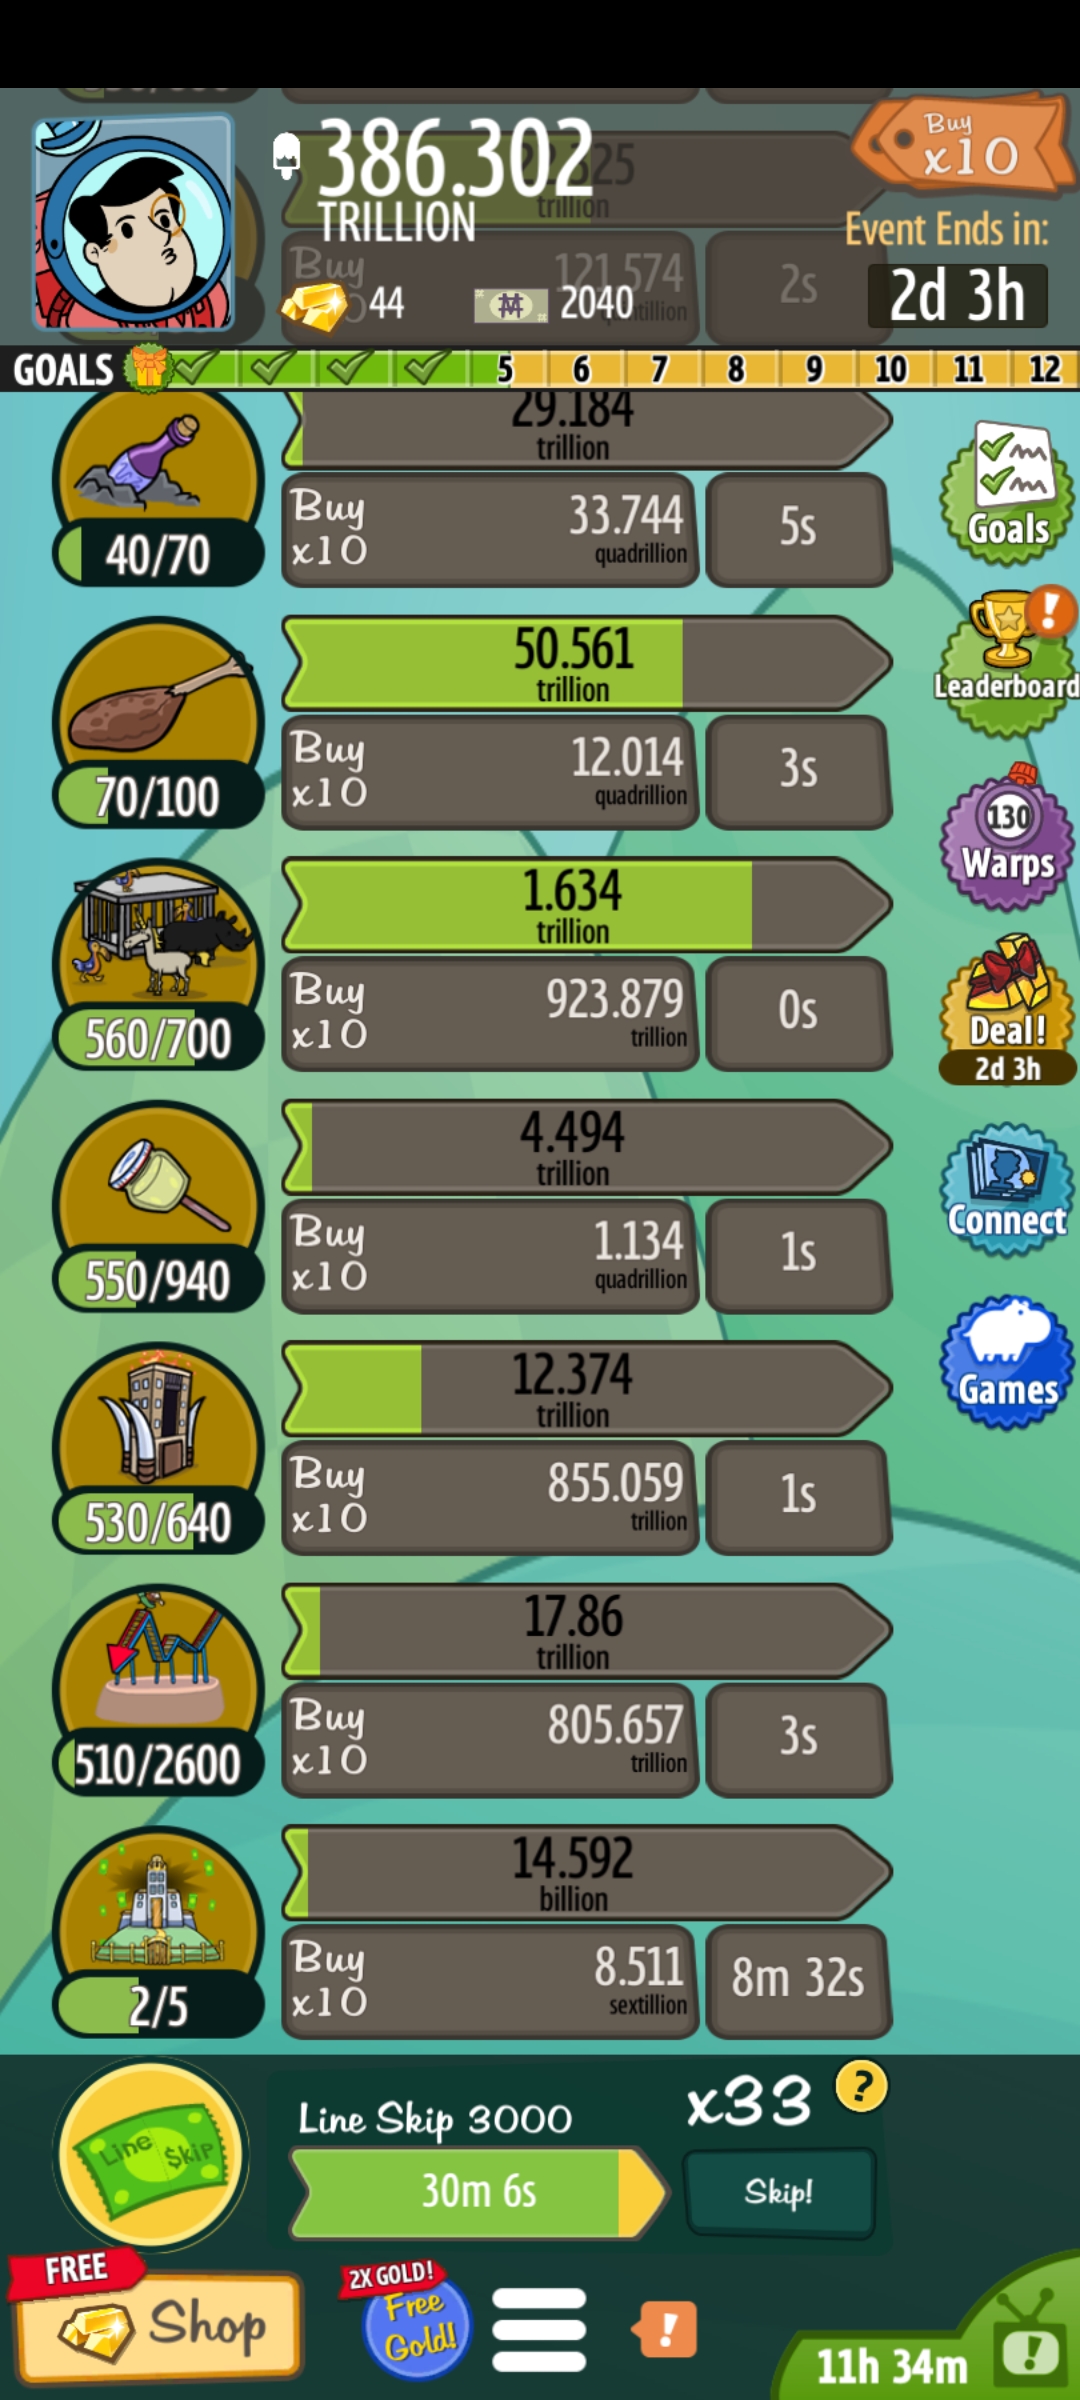 386.302
TRILLION
Buy
x10
Event Ends in:
2d 3h
trillion
Buy
121.574
2s
44
2040
GOALS
5
6
7
8
9
10
11
12
29.184
trillion
Buy
x10
33.744
quadrillion
5s
40/70
Goals
50.561
trillion
Buy
x10
12.014
quadrillion
3s
70/100
Leaderboard
130
Warps
1.634
trillion
Buy
x10
923.879
trillion
0s
560/700
Deal!
2d 3h
4.494
trillion
Buy
x10
1.134
quadrillion
1s
550/940
Connect
12.374
trillion
Buy
x10
855.059
trillion
1s
530/640
Games
17.86
trillion
Buy
x10
805.657
trillion
3s
510/2600
14.592
billion
Buy
x10
8.511
sextillion
8m 32s
2/5
Line $kip
Line Skip 3000
x33
?
30m 6s
Skip!
FREE
Shop
2X GOLD!
Free
Gold!
!
11h 34m
!